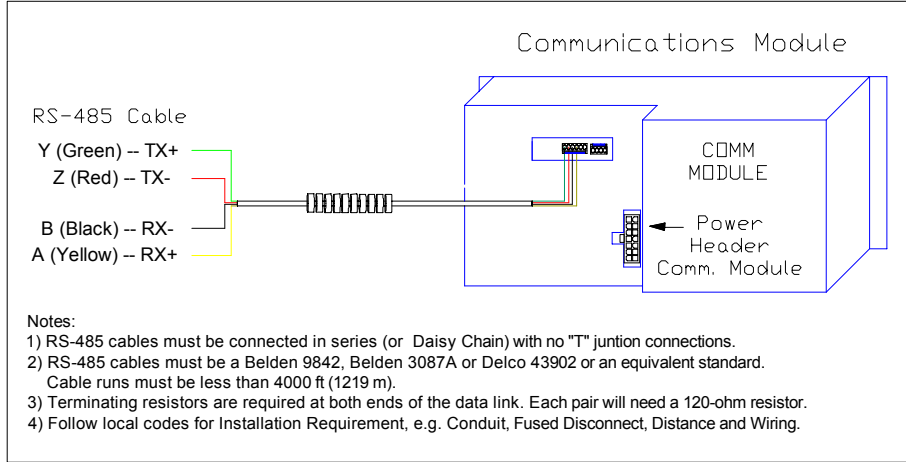 Communications Module
RS-485 Cable
Y (Green) -- TX+
Z (Red) -- TX-
B (Black) -- RX-
A (Yellow) -- RX+
COMM
MODULE
Power
Header
Comm. Module
Notes:
1) RS-485 cables must be connected in series (or Daisy Chain) with no "T" juntion connections.
2) RS-485 cables must be a Belden 9842, Belden 3087A or Delco 43902 or an equivalent standard.
Cable runs must be less than 4000 ft (1219 m).
3) Terminating resistors are required at both ends of the data link. Each pair will need a 120-ohm resistor.
4) Follow local codes for Installation Requirement, e.g. Conduit, Fused Disconnect, Distance and Wiring.